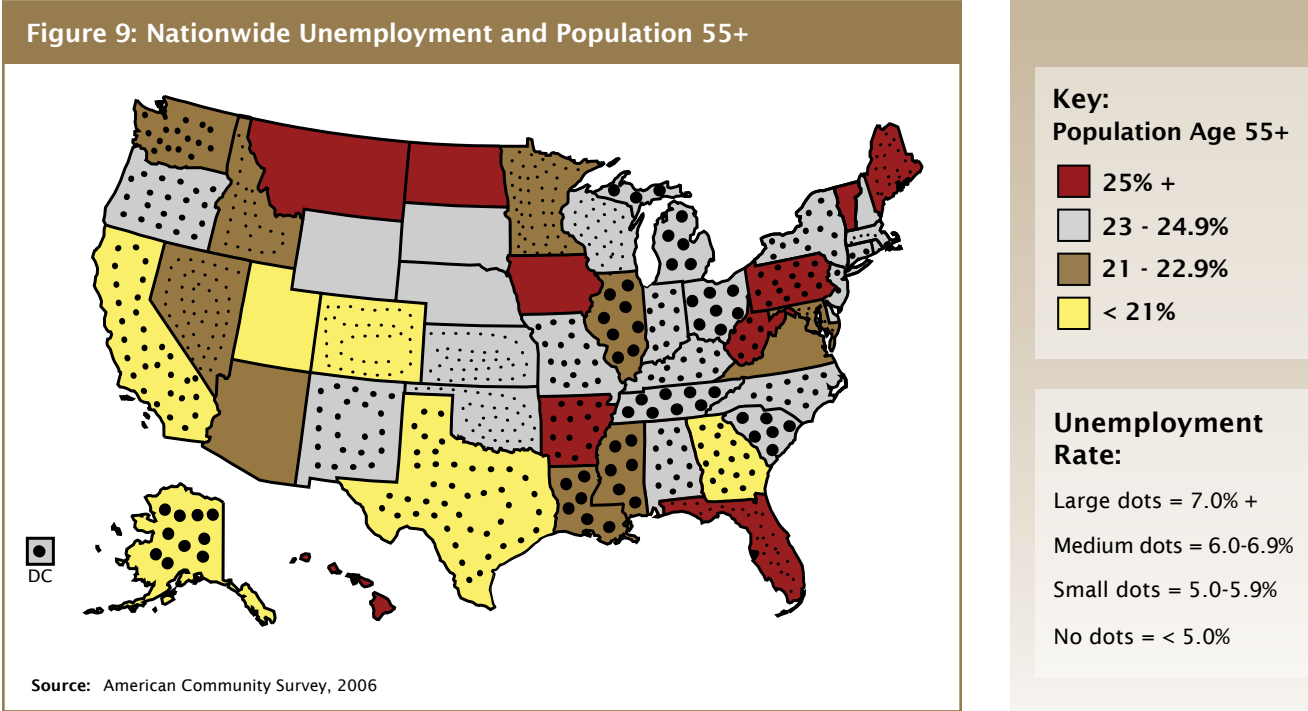 Figure 9: Nationwide Unemployment and Population 55+
DC
Source: American Community Survey, 2006
Key:
Population Age 55+
25% +
23 - 24.9%
21 - 22.9%
< 21%
Unemployment
Rate:
Large dots = 7.0% +
Medium dots = 6.0-6.9%
Small dots = 5.0-5.9%
No dots = < 5.0%